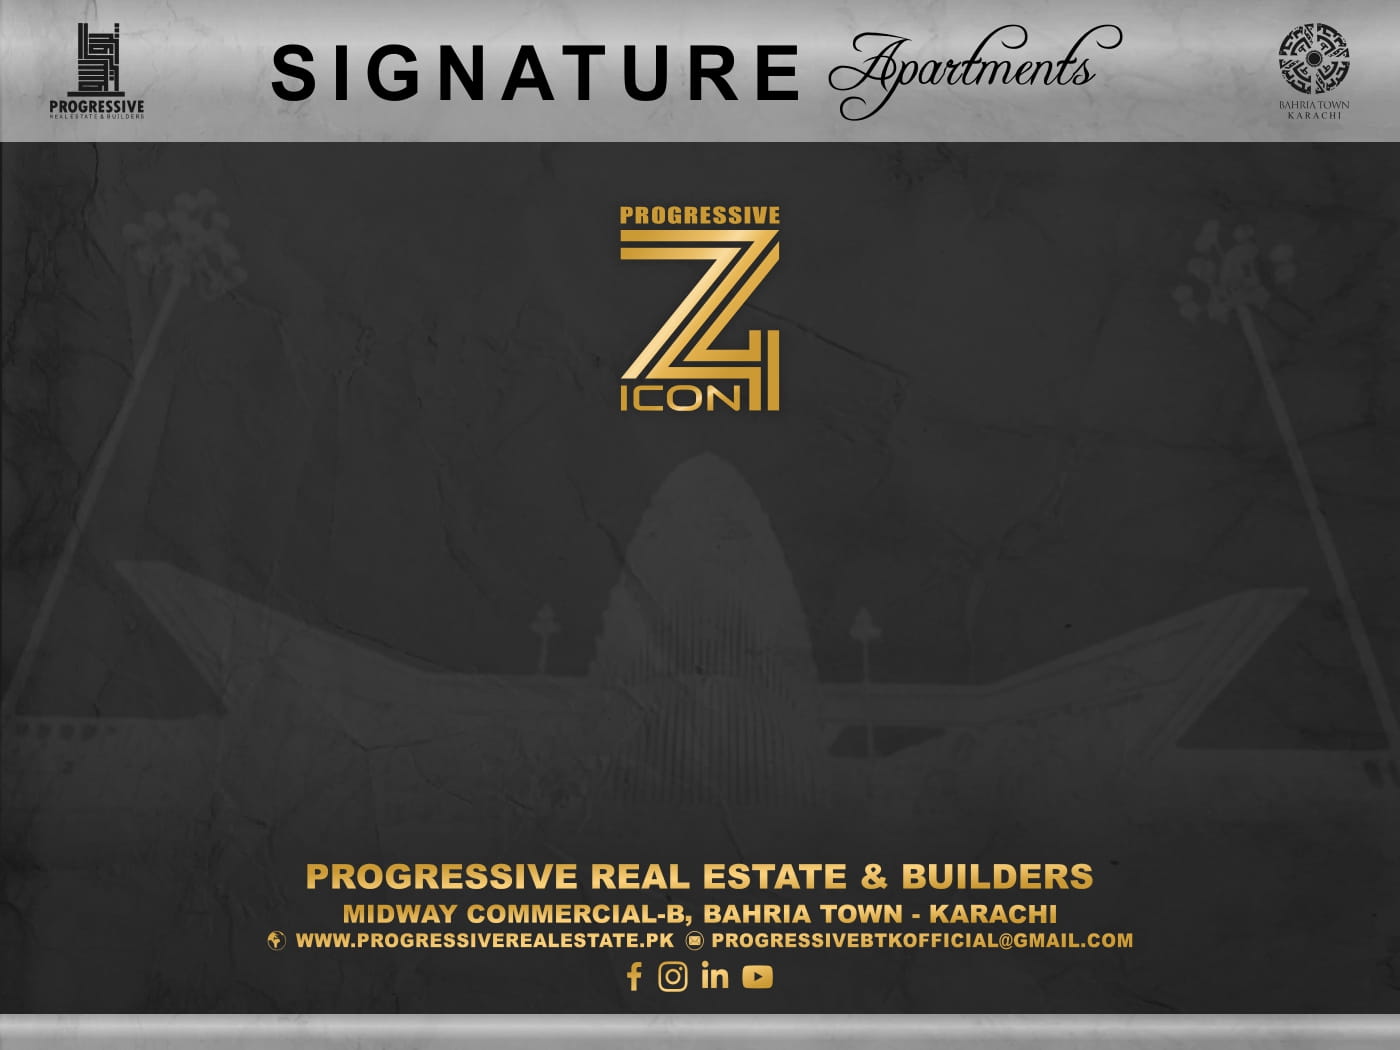 PROGRESSIVE
REAL ESTATE & BUILDERS
SIGNATURE Apartments
BAHRIA TOWN
KARACHI
PROGRESSIVE
Z4
ICON
PROGRESSIVE REAL ESTATE & BUILDERS
MIDWAY COMMERCIAL-B, BAHRIA TOWN - KARACHI
WWW.PROGRESSIVEREALESTATE.PK PROGRESSIVEBTKOFFICIAL@GMAIL.COM